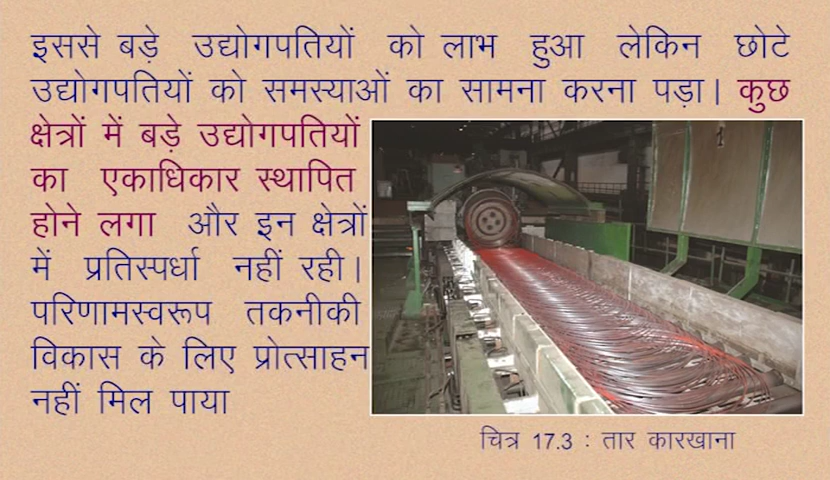 इससे बड़े उद्योगपतियों को लाभ हुआ लेकिन छोटे
उद्योगपतियों को समस्याओं का सामना करना पड़ा। कुछ
क्षेत्रों में बड़े उद्योगपतियों
का एकाधिकार स्थापित
होने लगा और इन क्षेत्रों
में प्रतिस्पर्धा नहीं रही।
परिणामस्वरूप तकनीकी
विकास के लिए प्रोत्साहन
नहीं मिल पाया
चित्र 17.3 : तार कारखाना